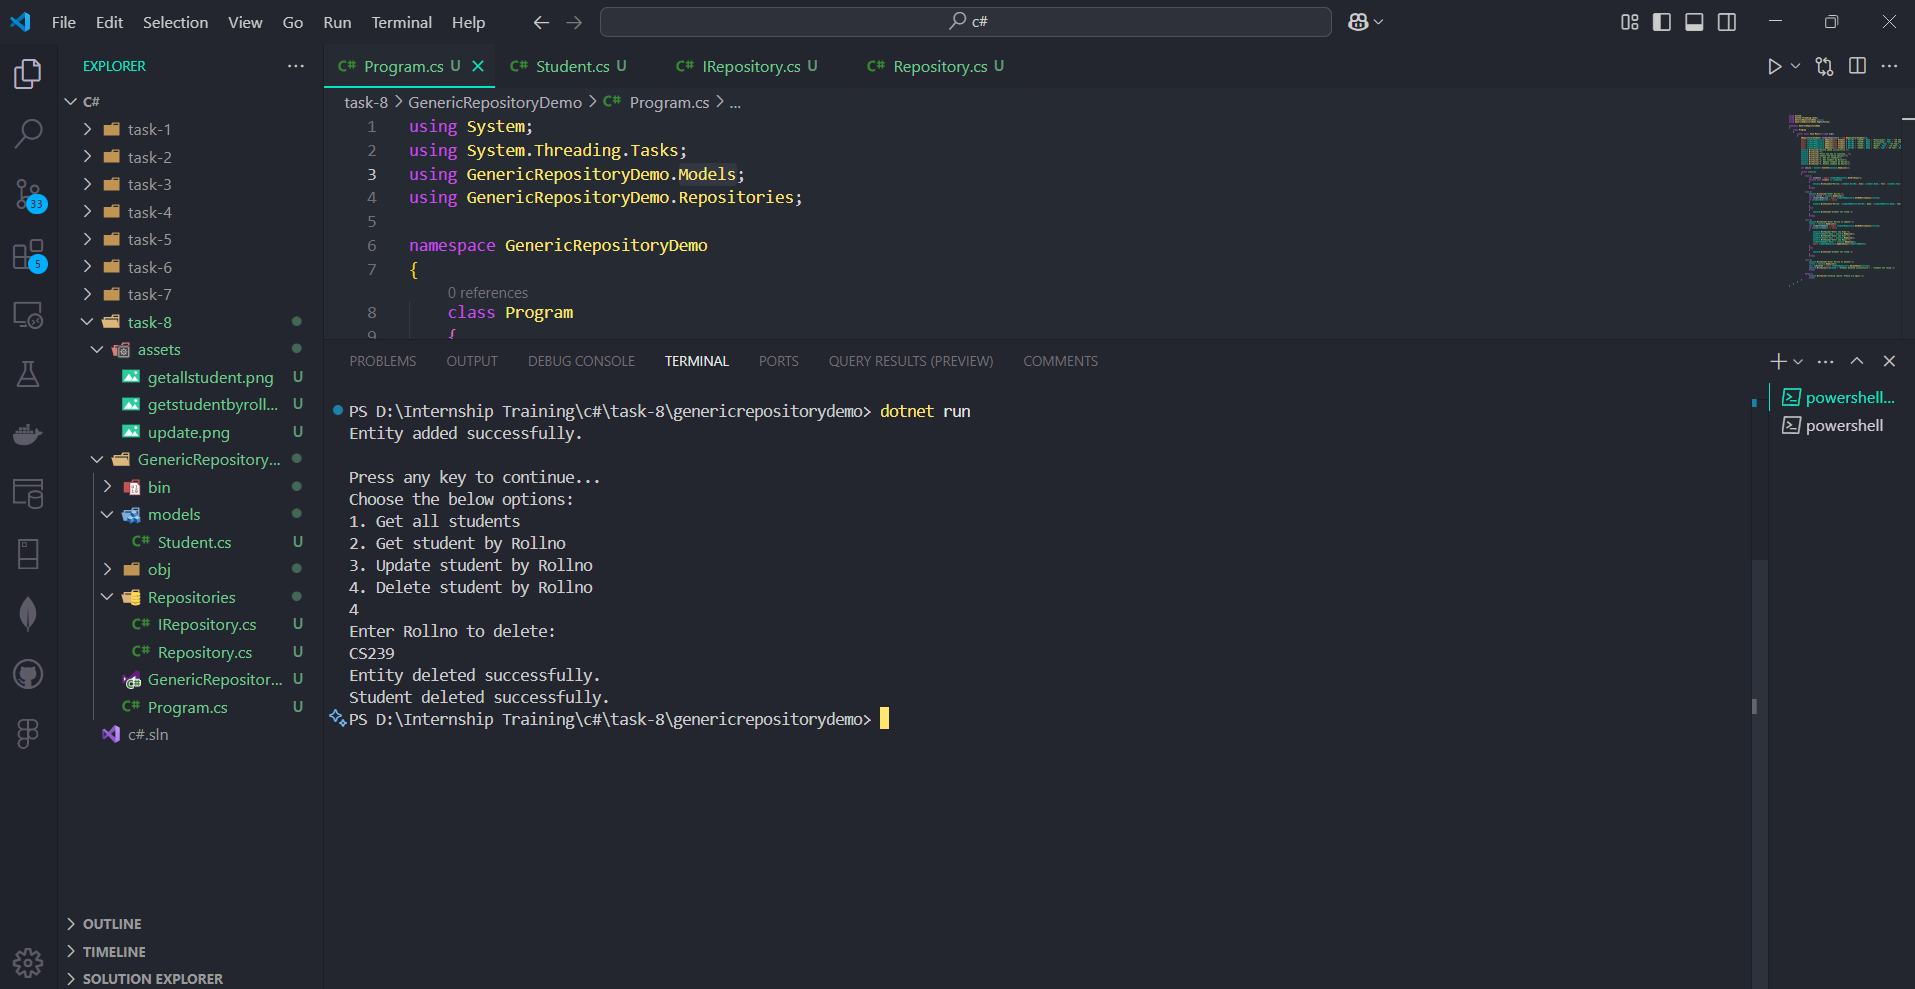 File Edit Selection View Go Run Terminal Help
c#
EXPLORER
C#
task-1
task-2
task-3
task-4
task-5
task-6
task-7
task-8
assets
getallstudent.png U
getstudentbyroll... U
update.png U
GenericRepository...
bin
models
C# Student.cs U
obj
Repositories
C# IRepository.cs U
C# Repository.cs U
GenericRepositor... U
C# Program.cs U
c#.sln
OUTLINE
TIMELINE
SOLUTION EXPLORER
33
5
C# Program.cs U C# Student.cs U C# IRepository.cs U C# Repository.cs U
task-8 > GenericRepositoryDemo > C# Program.cs > ...
1 using System;
2 using System.Threading.Tasks;
3 using GenericRepositoryDemo.Models;
4 using GenericRepositoryDemo.Repositories;
5
6 namespace GenericRepositoryDemo
7 {
0 references
8 class Program
9 {
PROBLEMS OUTPUT DEBUG CONSOLE TERMINAL PORTS QUERY RESULTS (PREVIEW) COMMENTS
PS D:\Internship Training\c#\task-8\genericrepositorydemo> dotnet run
Entity added successfully.
Press any key to continue...
Choose the below options:
1. Get all students
2. Get student by Rollno
3. Update student by Rollno
4. Delete student by Rollno
4
Enter Rollno to delete:
CS239
Entity deleted successfully.
Student deleted successfully.
PS D:\Internship Training\c#\task-8\genericrepositorydemo>
powershell...
powershell